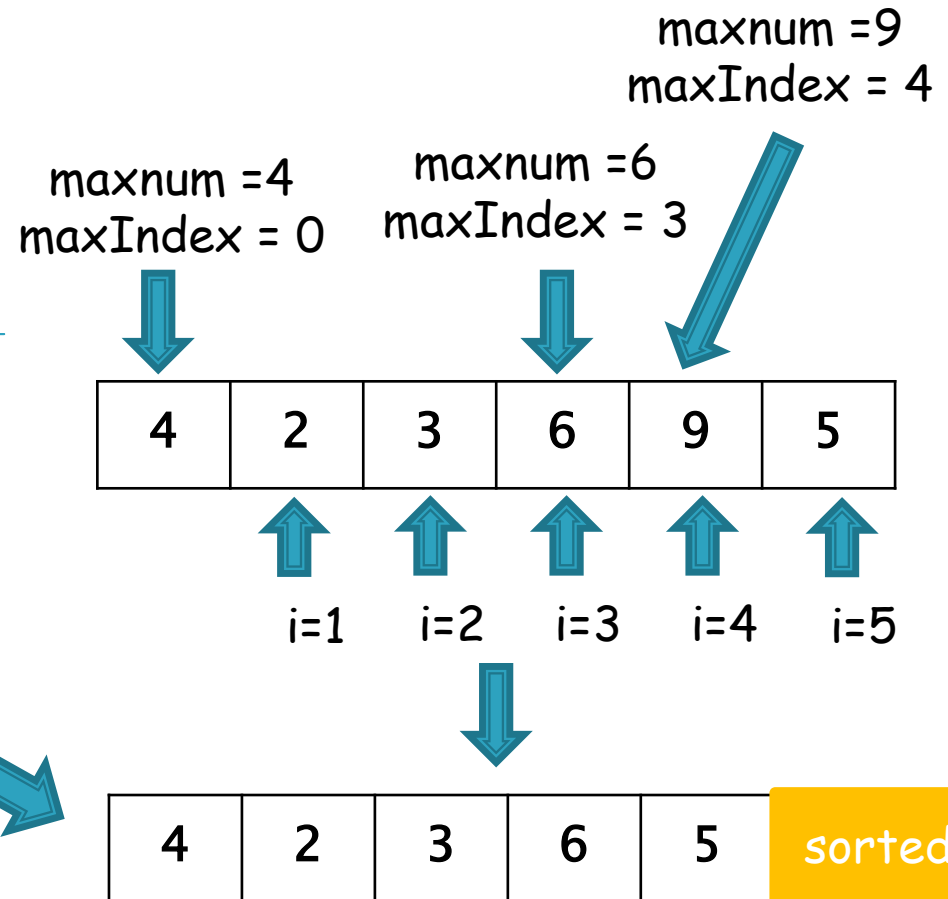 maxnum =9
maxIndex = 4
maxnum =4
maxIndex = 0
maxnum =6
maxIndex = 3
4 2 3 6 9 5
i=1 i=2 i=3 i=4 i=5
4 2 3 6 5 sorted